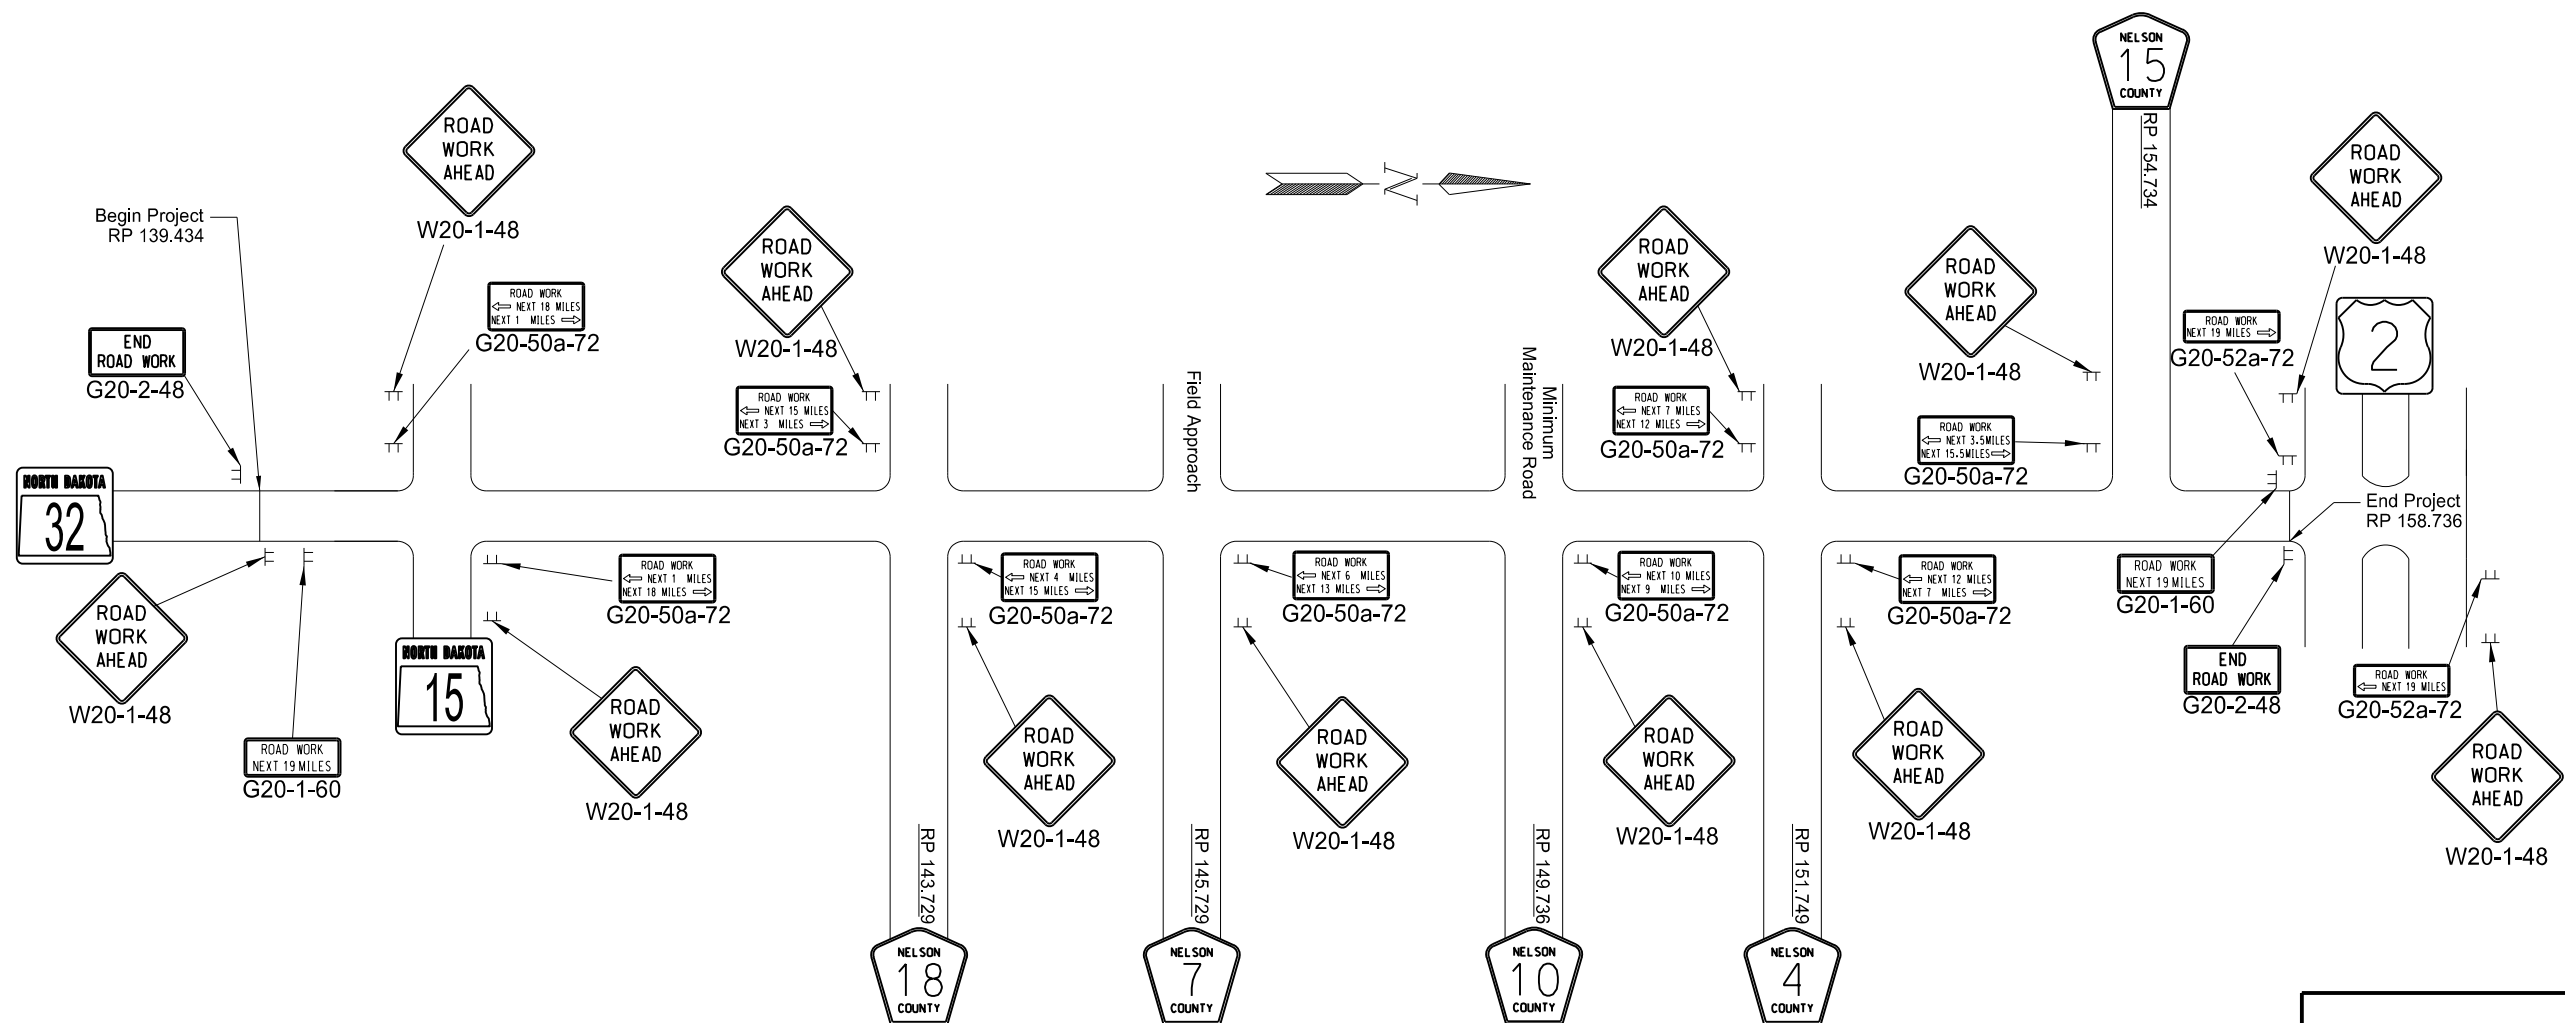 NELSON
15
COUNTY
RP 154.734
ROAD
WORK
AHEAD
W20-1-48
ROAD
WORK
AHEAD
W20-1-48
Begin Project
RP 139.434
ROAD
WORK
AHEAD
W20-1-48
ROAD
WORK
AHEAD
W20-1-48
ROAD
WORK
AHEAD
W20-1-48
N
ROAD WORK
NEXT 18 MILES
NEXT 1 MILES
G20-50a-72
END
ROAD WORK
G20-2-48
ROAD WORK
NEXT 15 MILES
NEXT 3 MILES
G20-50a-72
Field Approach
Minimum
Maintenance Road
ROAD WORK
NEXT 7 MILES
NEXT 12 MILES
G20-50a-72
ROAD WORK
NEXT 3.5MILES
NEXT 15.5MILES
G20-50a-72
ROAD WORK
NEXT 19 MILES
G20-52a-72
2
NORTH DAKOTA
32
End Project
RP 158.736
ROAD
WORK
AHEAD
W20-1-48
ROAD WORK
NEXT 19 MILES
G20-1-60
NORTH DAKOTA
15
ROAD WORK
NEXT 1 MILES
NEXT 18 MILES
G20-50a-72
ROAD
WORK
AHEAD
W20-1-48
ROAD WORK
NEXT 4 MILES
NEXT 15 MILES
G20-50a-72
ROAD
WORK
AHEAD
W20-1-48
ROAD WORK
NEXT 6 MILES
NEXT 13 MILES
G20-50a-72
ROAD
WORK
AHEAD
W20-1-48
ROAD WORK
NEXT 10 MILES
NEXT 9 MILES
G20-50a-72
ROAD
WORK
AHEAD
W20-1-48
ROAD WORK
NEXT 12 MILES
NEXT 7 MILES
G20-50a-72
ROAD
WORK
AHEAD
W20-1-48
ROAD WORK
NEXT 19 MILES
G20-1-60
END
ROAD WORK
G20-2-48
ROAD WORK
NEXT 19 MILES
G20-52a-72
ROAD
WORK
AHEAD
W20-1-48
RP 143.729
RP 145.729
RP 149.736
RP 151.749
NELSON
18
COUNTY
NELSON
7
COUNTY
NELSON
10
COUNTY
NELSON
4
COUNTY